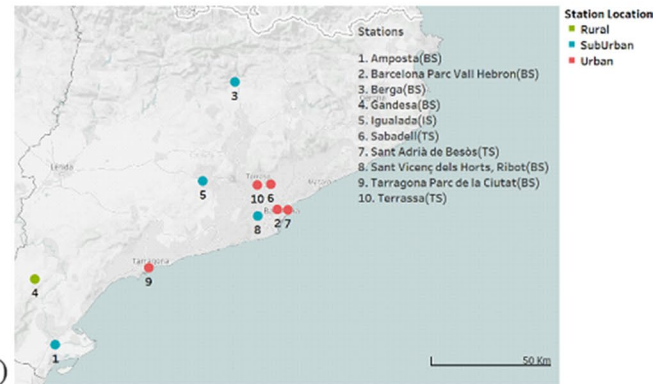 Station Location
Rural
SubUrban
Urban
Stations
1. Amposta(BS)
2. Barcelona Parc Vall Hebron(BS)
3. Berga(BS)
4. Gandesa(BS)
5. Igualada(IS)
6. Sabadell(TS)
7. Sant Adrià de Besòs(TS)
8. Sant Vicenç dels Horts, Ribot(BS)
9. Tarragona Parc de la Ciutat(BS)
10. Terrassa(TS)
3
Lleida
5
10 6
2 7
8
Tarragona
9
4
1
50 Km
)